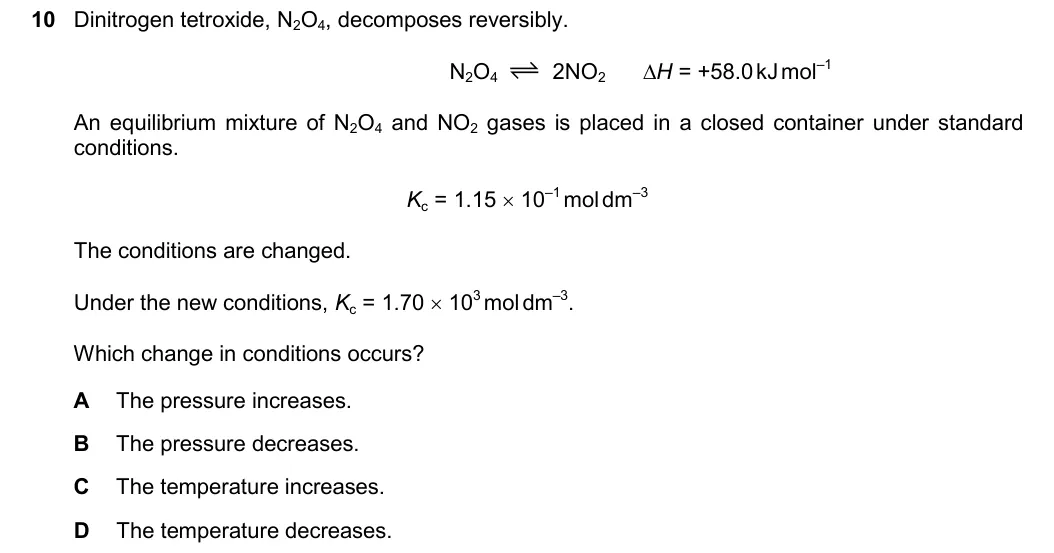 10 Dinitrogen tetroxide, N₂O₄, decomposes reversibly.
N₂O₄ ⇌ 2NO₂ ΔH = +58.0 kJ mol⁻¹
An equilibrium mixture of N₂O₄ and NO₂ gases is placed in a closed container under standard
conditions.
K꜀ = 1.15 × 10⁻¹ mol dm⁻³
The conditions are changed.
Under the new conditions, K꜀ = 1.70 × 10³ mol dm⁻³.
Which change in conditions occurs?
A The pressure increases.
B The pressure decreases.
C The temperature increases.
D The temperature decreases.